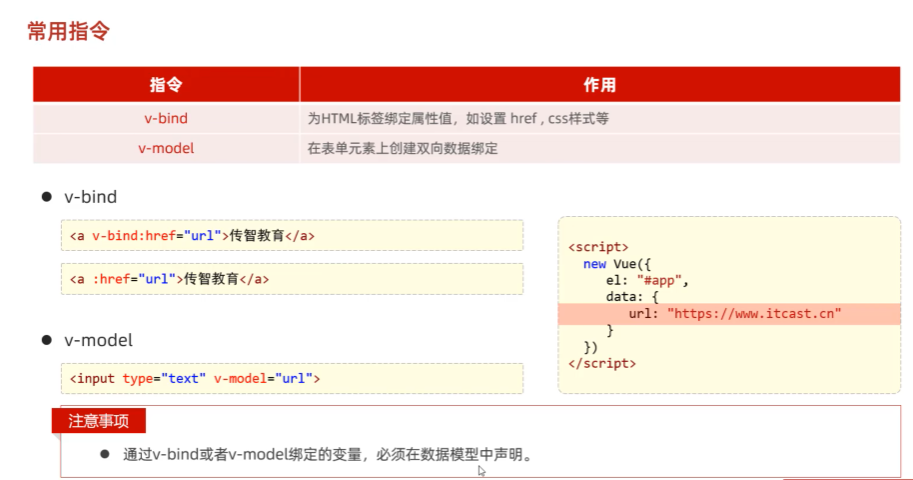 常用指令
指令 作用
v-bind 为HTML标签绑定属性值，如设置 href , css样式等
v-model 在表单元素上创建双向数据绑定
● v-bind
<a v-bind:href="url">传智教育</a>
<a :href="url">传智教育</a>
● v-model
<input type="text" v-model="url">
<script>
new Vue({
el: "#app",
data: {
url: "https://www.itcast.cn"
}
})
</script>
注意事项
● 通过v-bind或者v-model绑定的变量，必须在数据模型中声明。